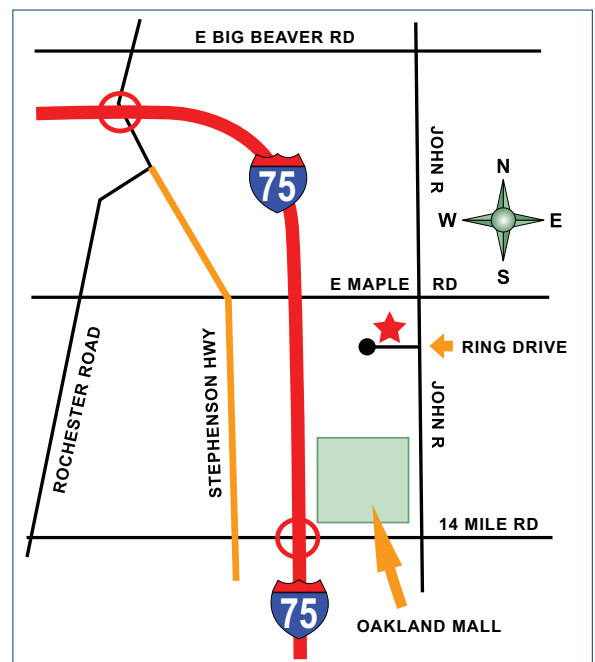 E BIG BEAVER RD
JOHN R
75
N
W E
S
E MAPLE RD
RING DRIVE
ROCHESTER ROAD
STEPHENSON HWY
JOHN R
14 MILE RD
75
OAKLAND MALL